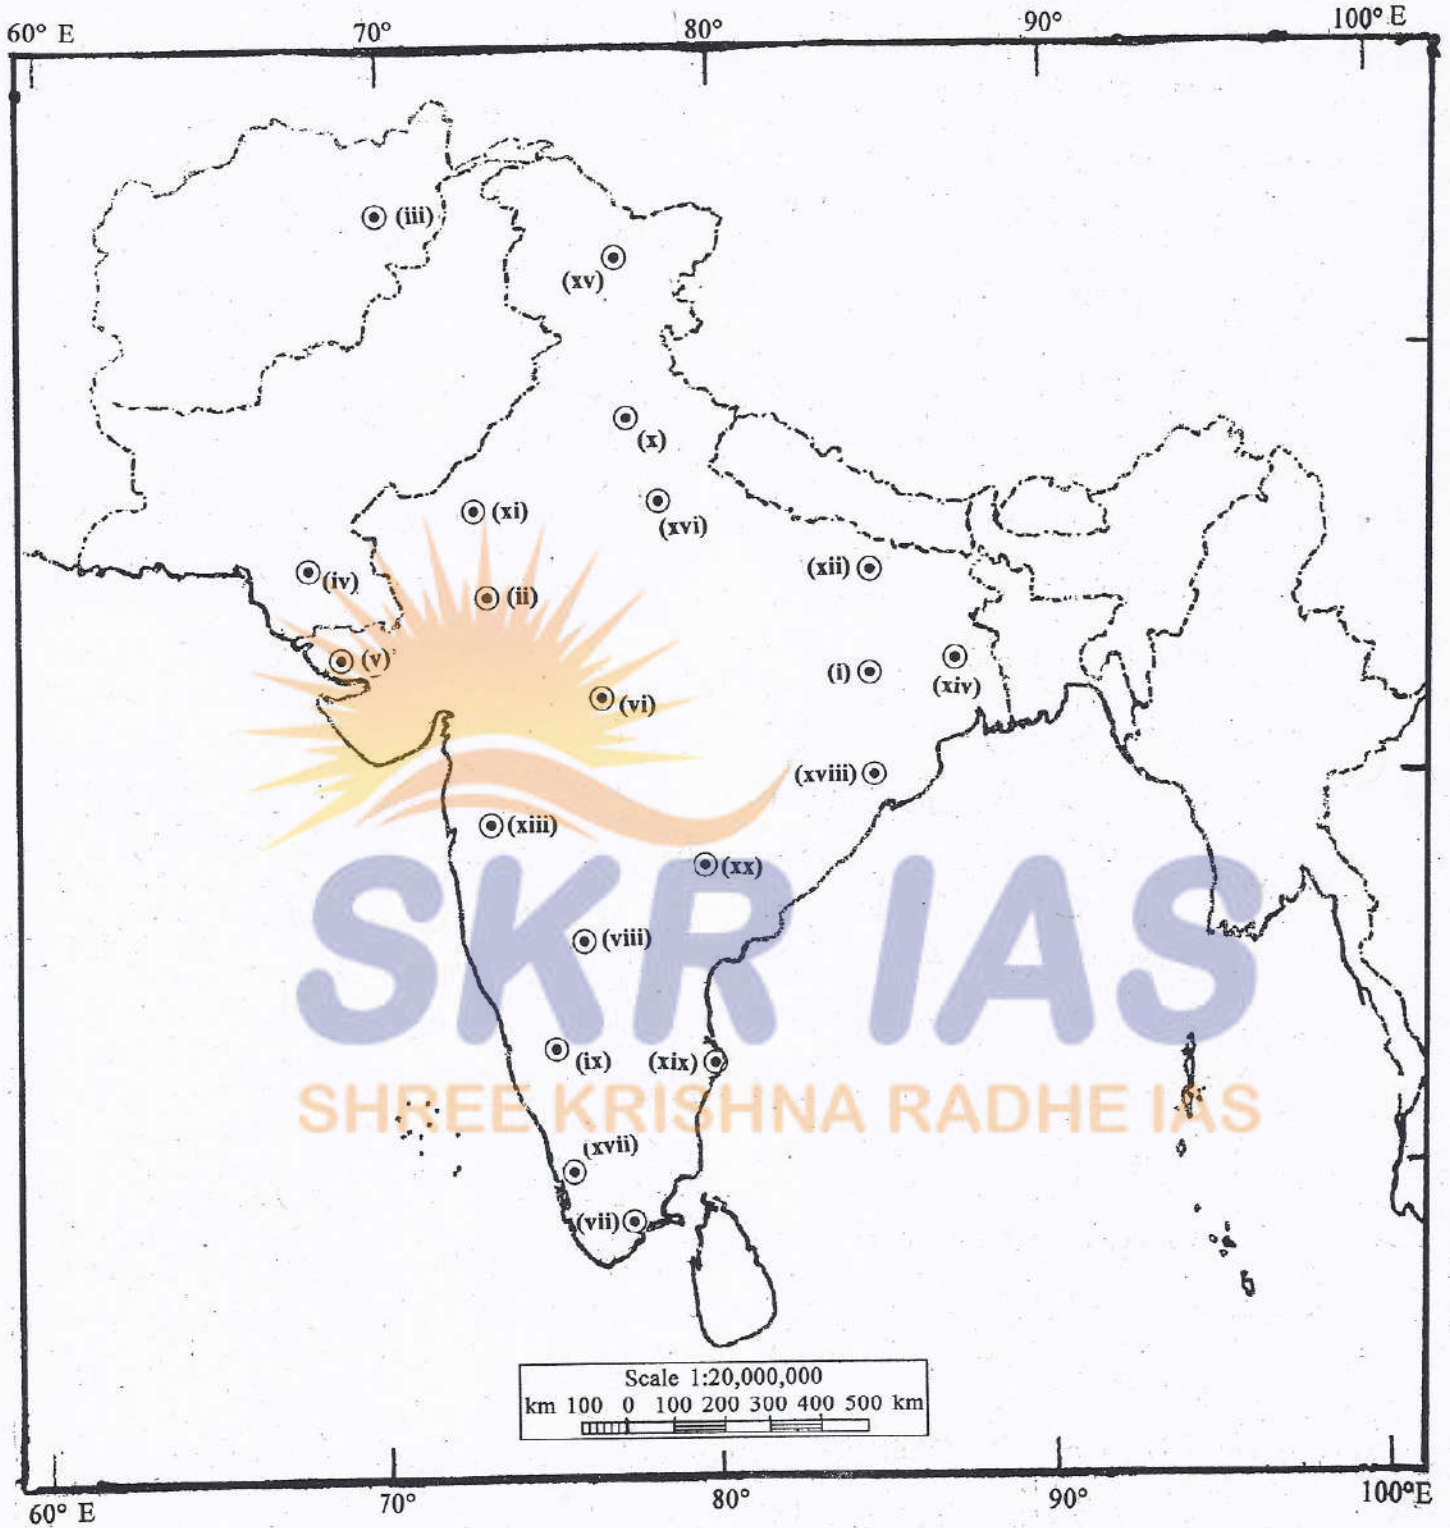 60° E 70° 80° 90° 100° E
(iii)
(xv)
(x)
(xi)
(xvi)
(xii)
(iv)
(ii)
(v)
(i)
(xiv)
(vi)
(xviii)
(xiii)
(xx)
(viii)
(ix)
(xix)
(xvii)
(vii)
SKR IAS
SHREE KRISHNA RADHE IAS
Scale 1:20,000,000
km 100 0 100 200 300 400 500 km
60° E 70° 80° 90° 100°E